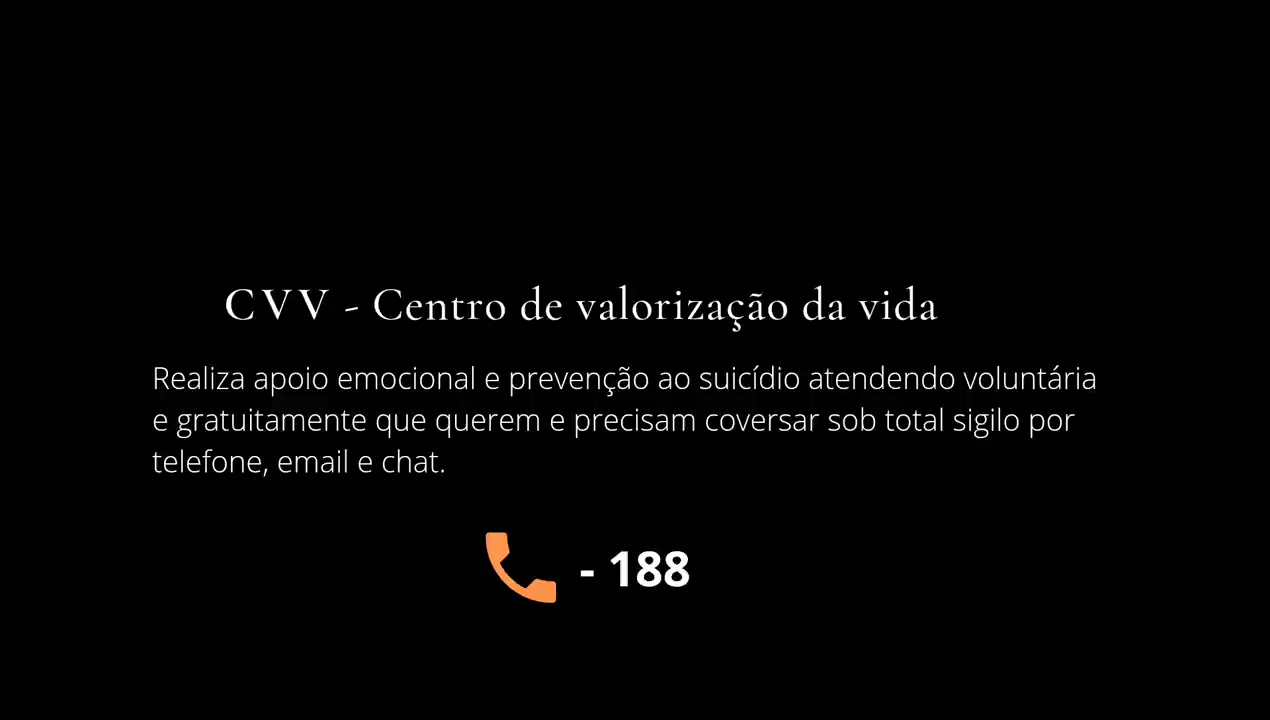 CVV - Centro de valorização da vida
Realiza apoio emocional e prevenção ao suicídio atendendo voluntária
e gratuitamente que querem e precisam coversar sob total sigilo por
telefone, email e chat.
- 188